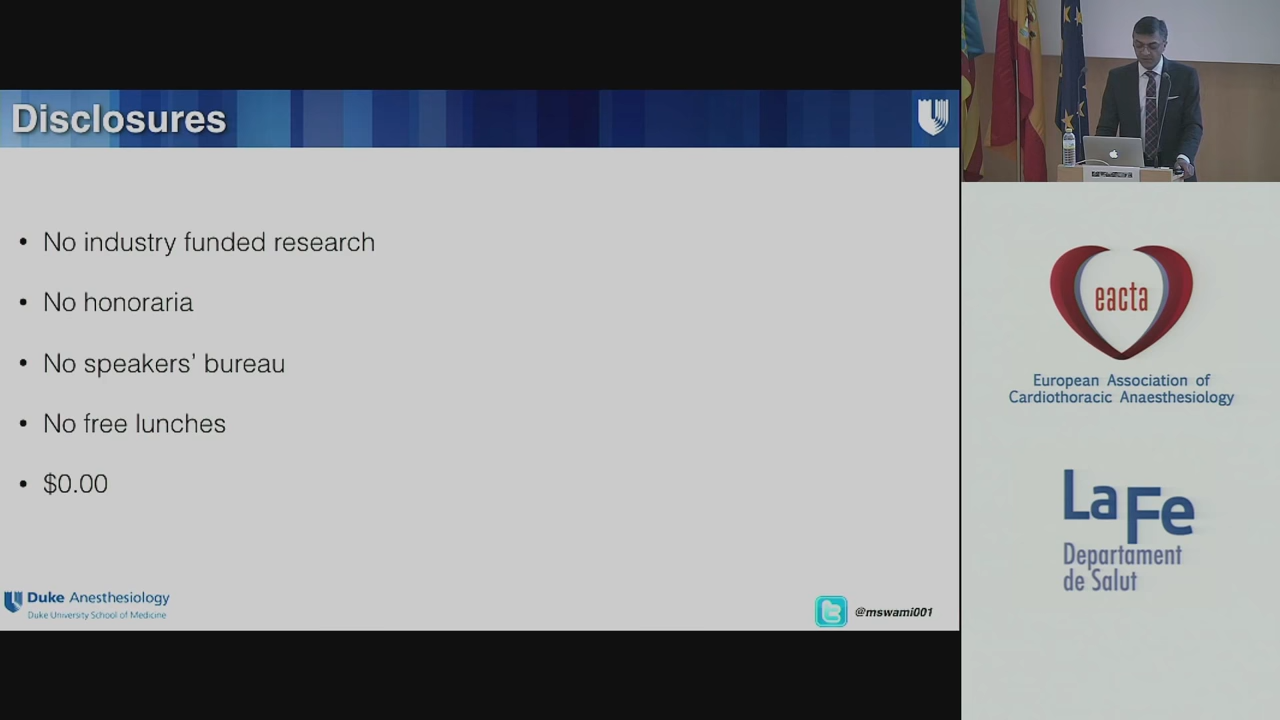 Disclosures
• No industry funded research
• No honoraria
• No speakers’ bureau
• No free lunches
• $0.00
Duke Anesthesiology
Duke University School of Medicine
@mswami001
eacta
European Association of
Cardiothoracic Anaesthesiology
La Fe
Departament
de Salut